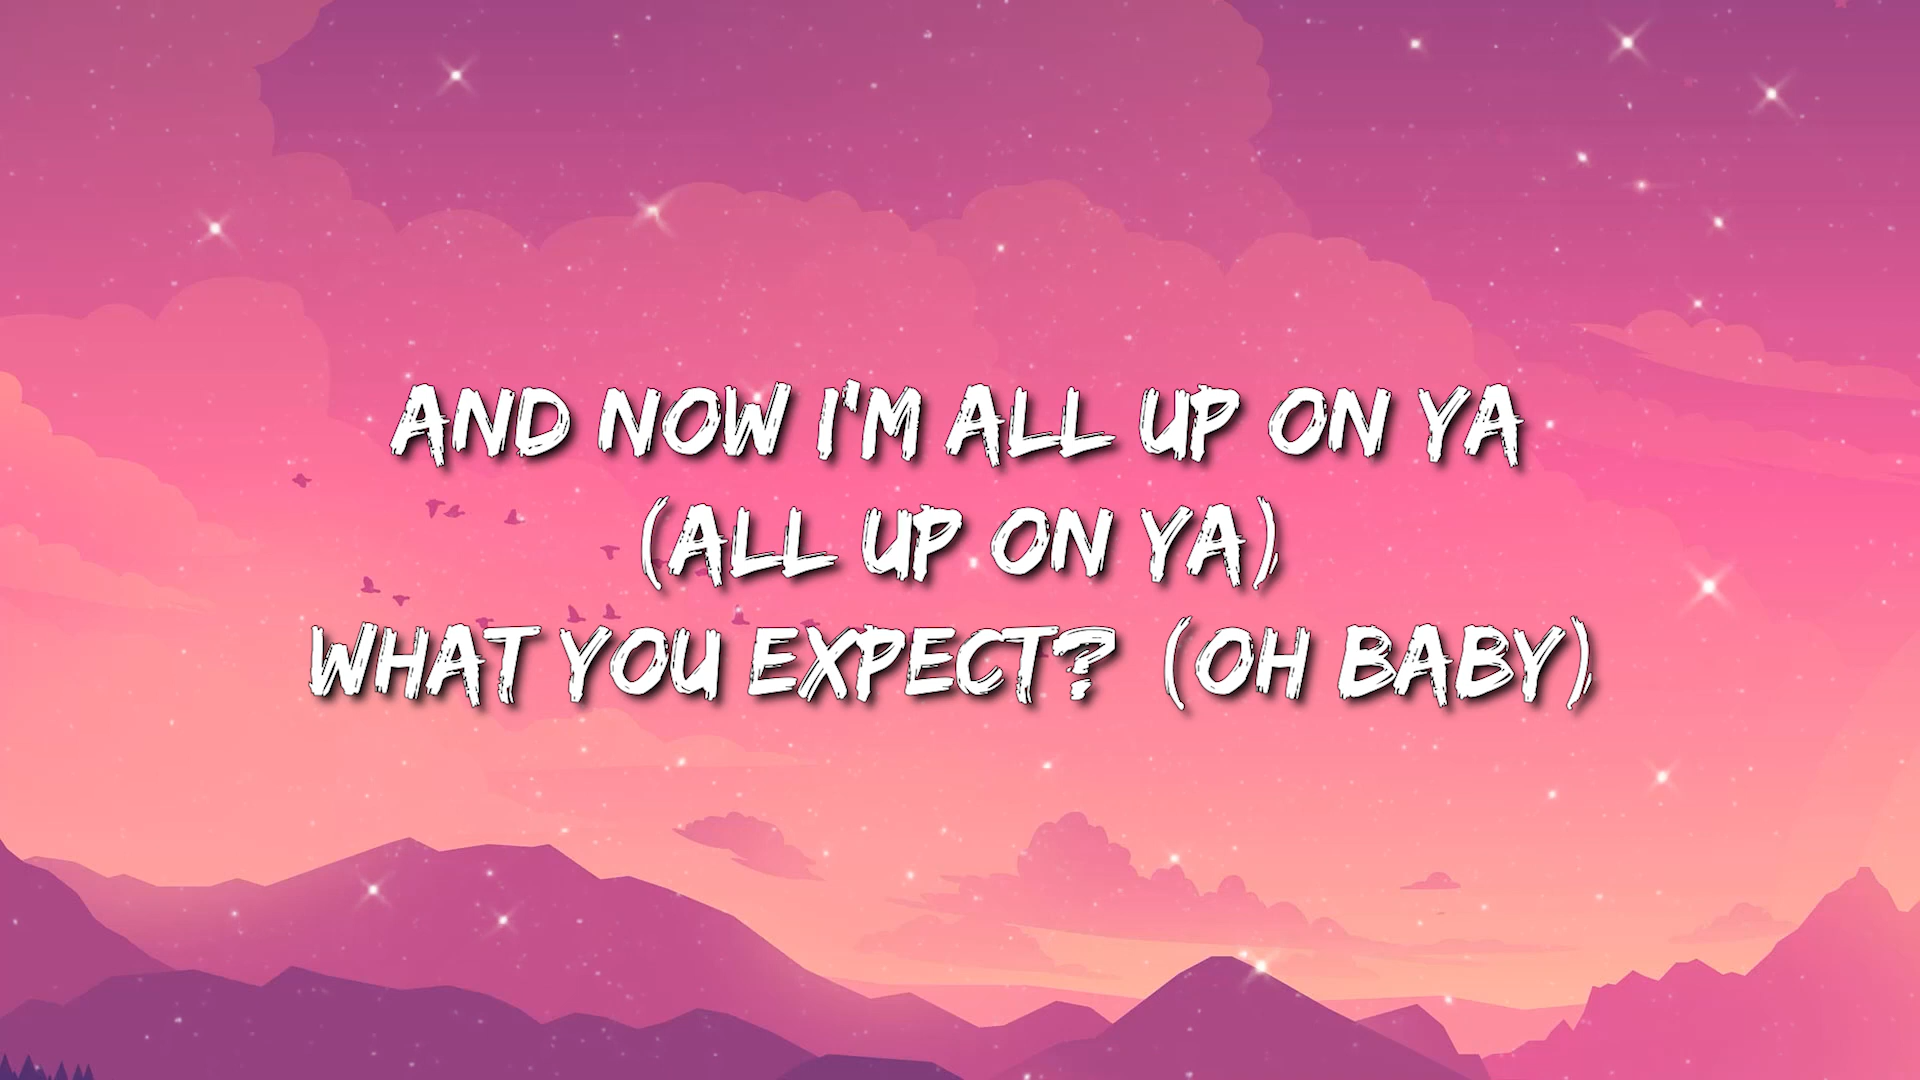 AND NOW I'M ALL UP ON YA
(ALL UP ON YA)
WHAT YOU EXPECT? (OH BABY)